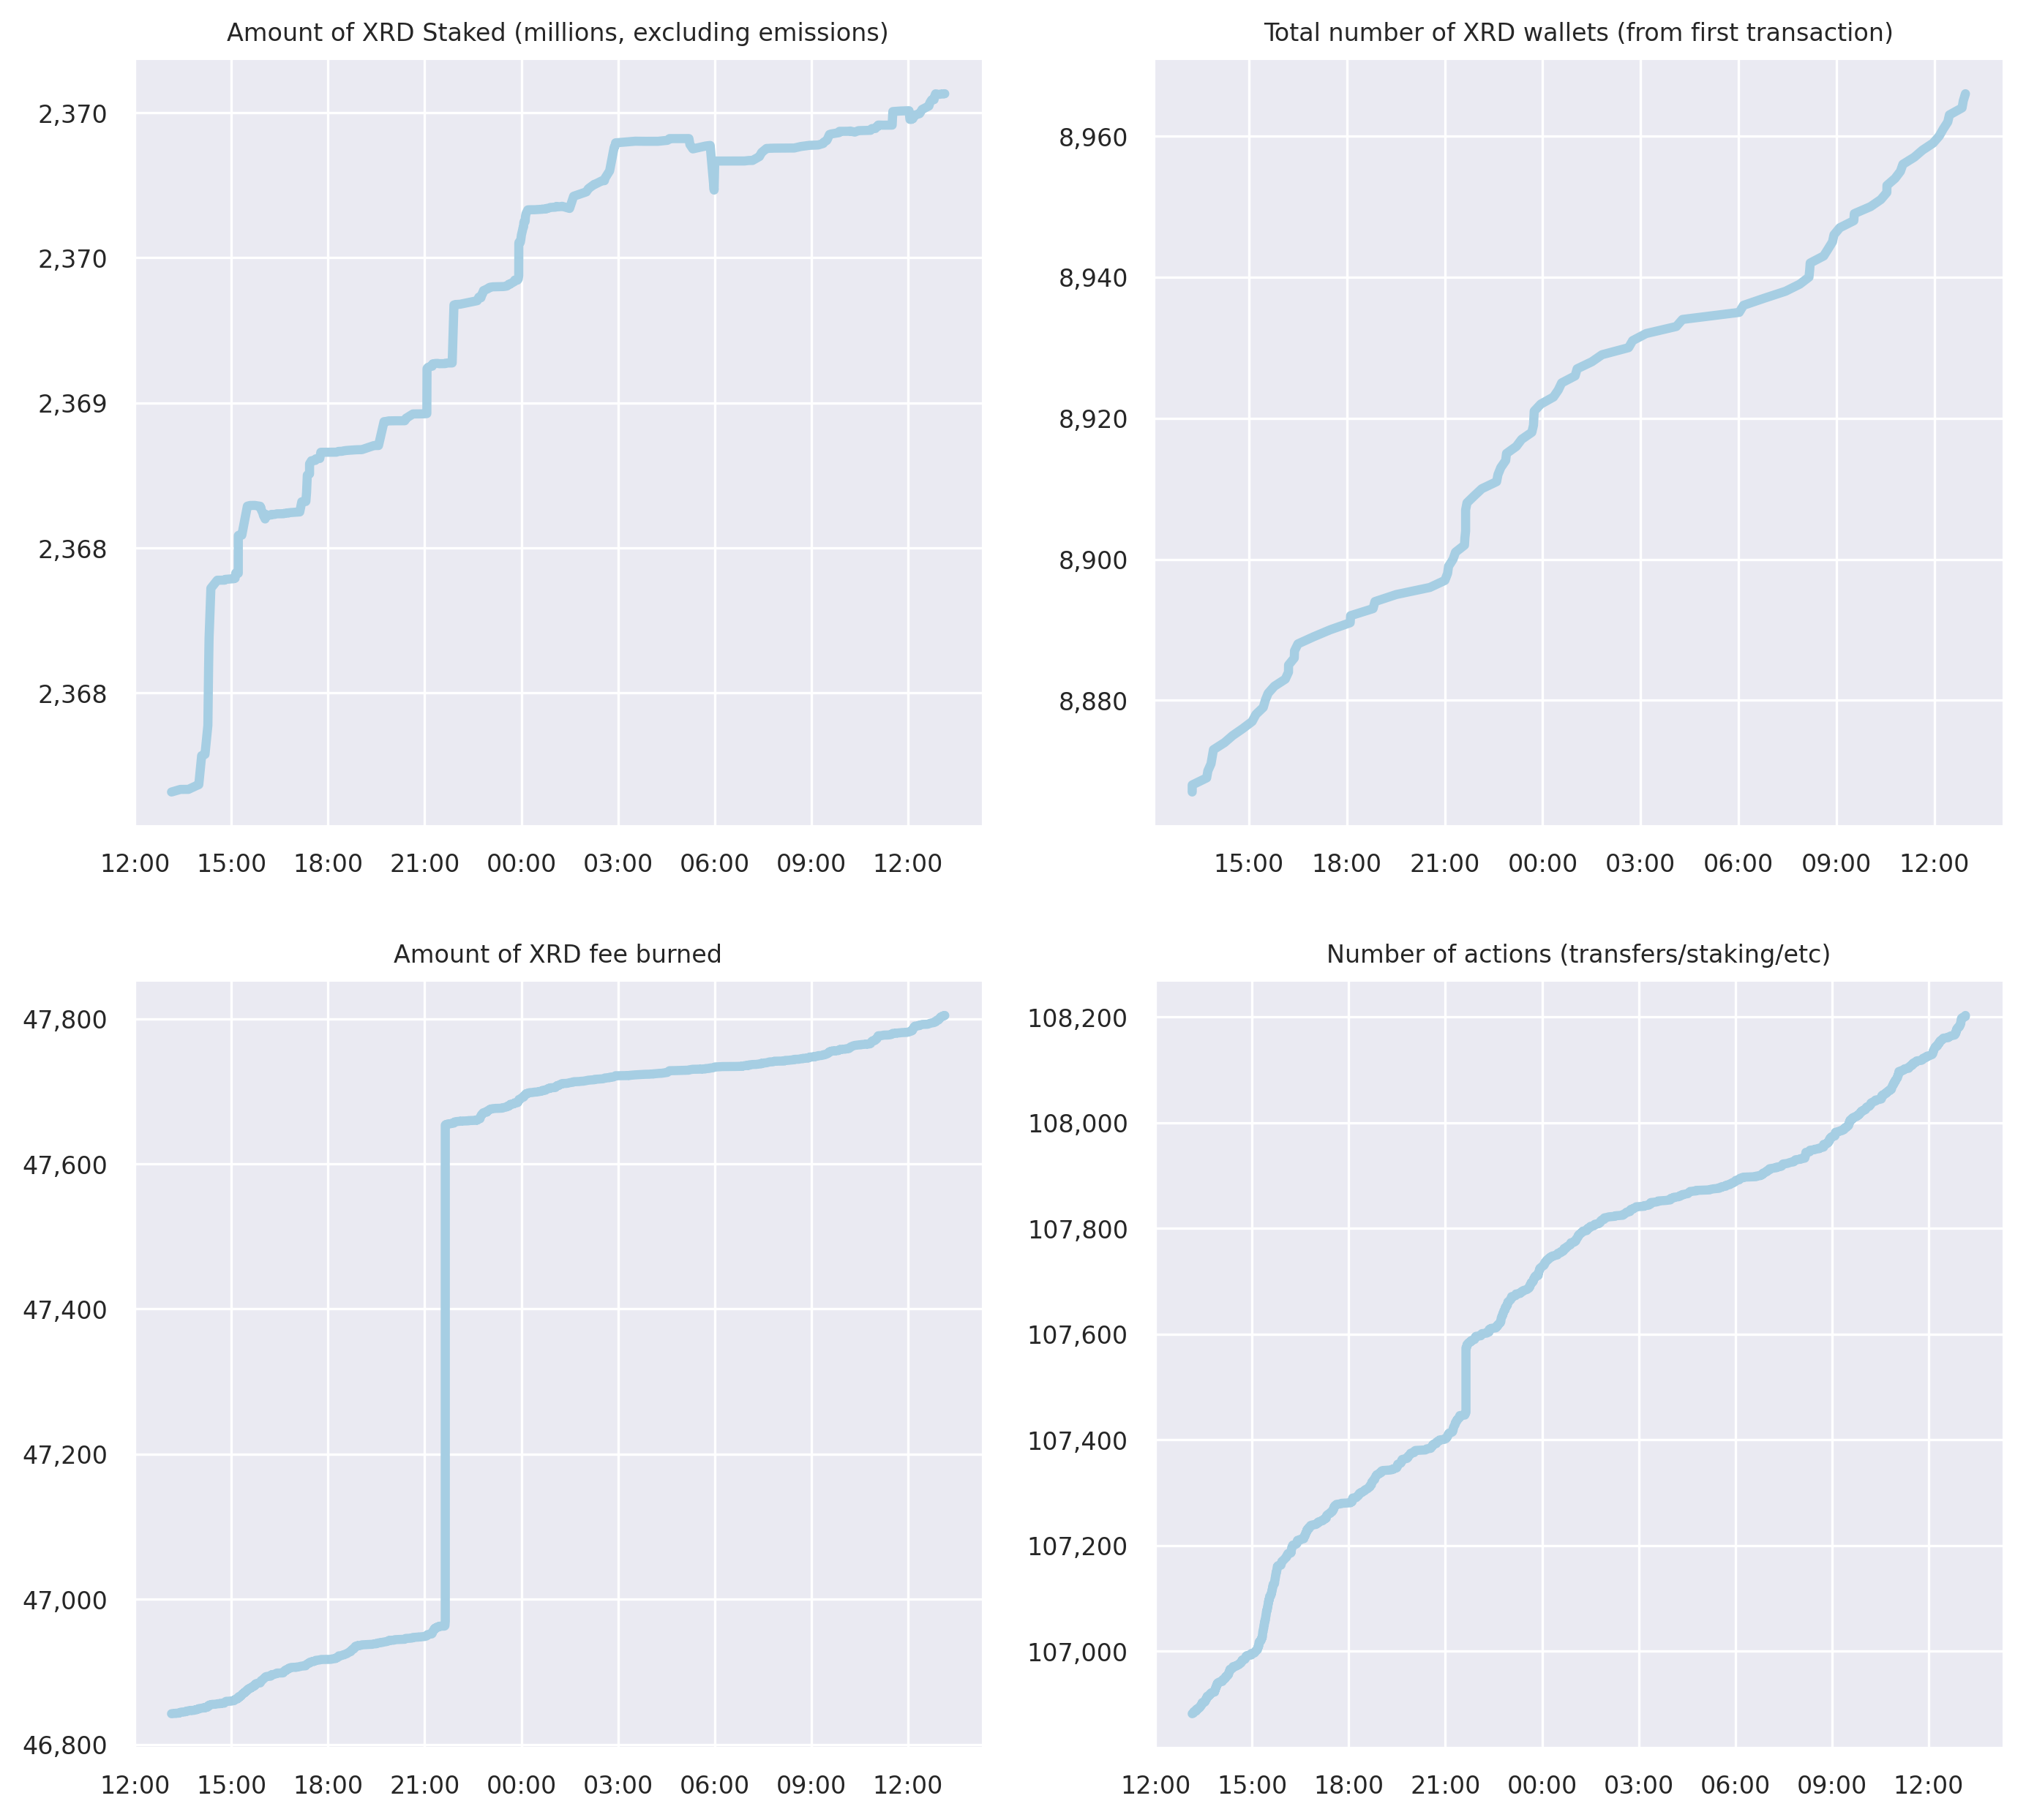 Amount of XRD Staked (millions, excluding emissions)
2,370
2,370
2,369
2,368
2,368
12:00 15:00 18:00 21:00 00:00 03:00 06:00 09:00 12:00
Total number of XRD wallets (from first transaction)
8,960
8,940
8,920
8,900
8,880
15:00 18:00 21:00 00:00 03:00 06:00 09:00 12:00
Amount of XRD fee burned
47,800
47,600
47,400
47,200
47,000
46,800
12:00 15:00 18:00 21:00 00:00 03:00 06:00 09:00 12:00
Number of actions (transfers/staking/etc)
108,200
108,000
107,800
107,600
107,400
107,200
107,000
12:00 15:00 18:00 21:00 00:00 03:00 06:00 09:00 12:00